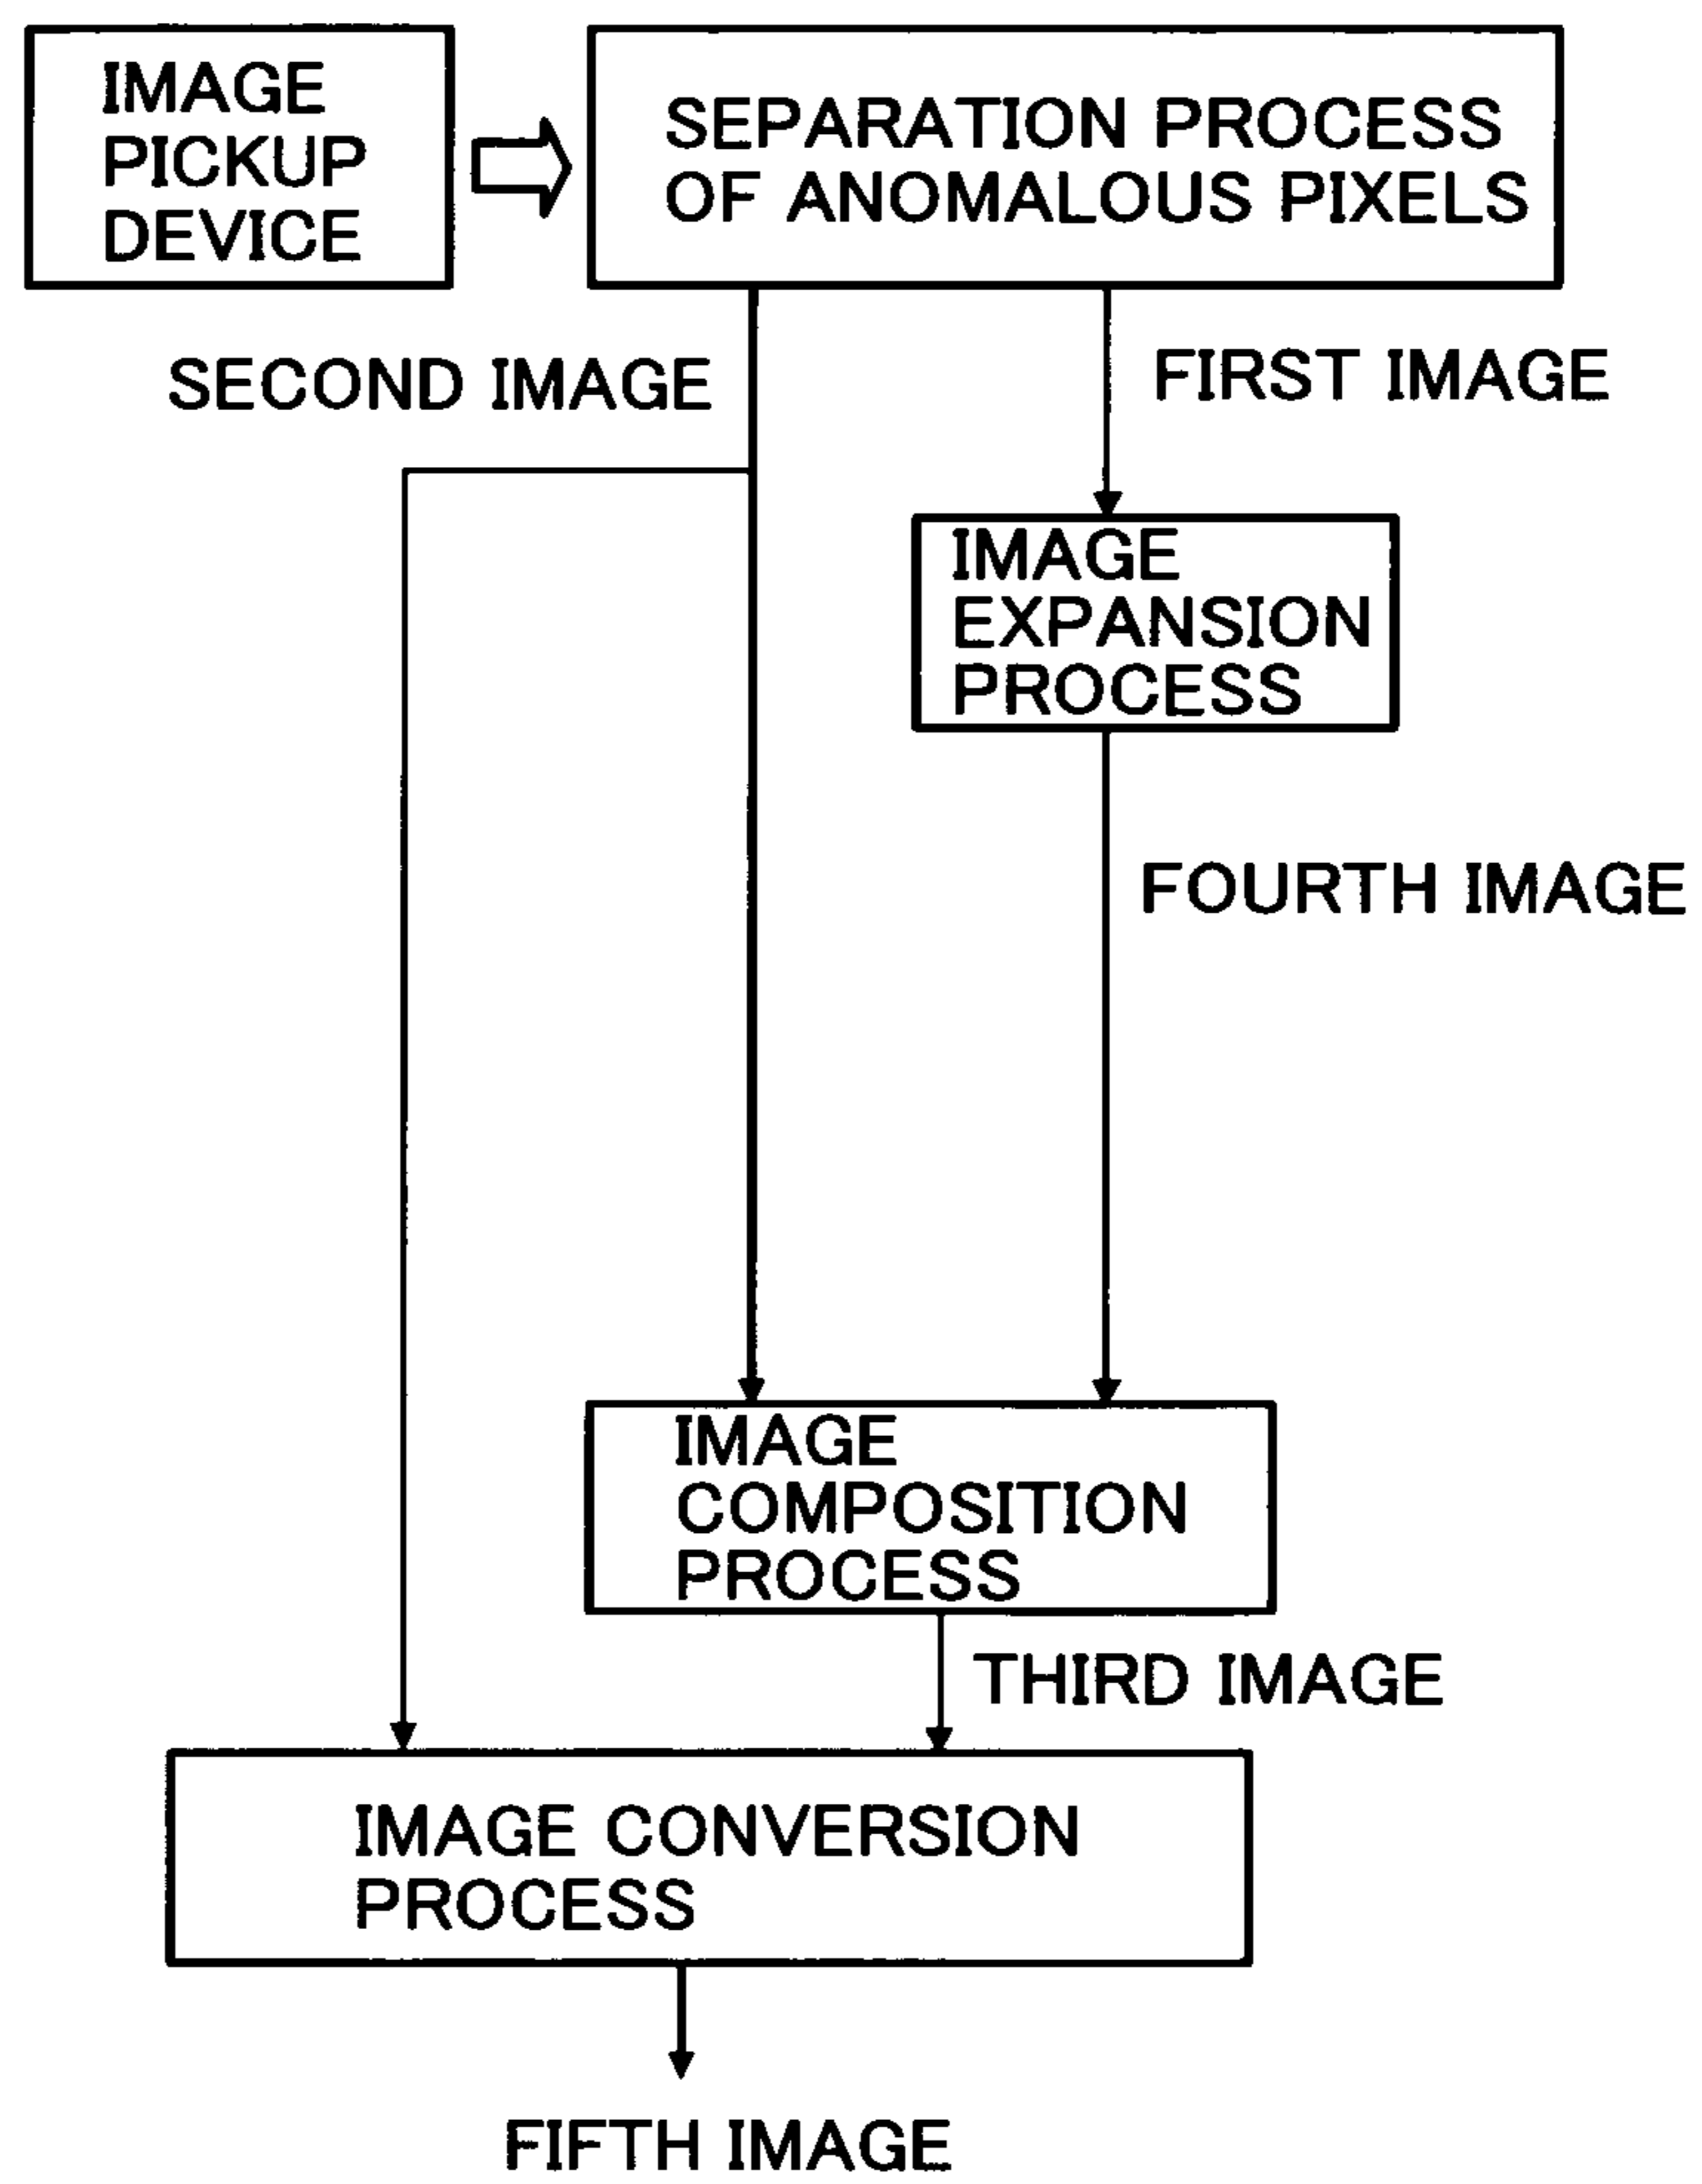 IMAGE
PICKUP
DEVICE
SEPARATION PROCESS
OF ANOMALOUS PIXELS
SECOND IMAGE
FIRST IMAGE
IMAGE
EXPANSION
PROCESS
FOURTH IMAGE
IMAGE
COMPOSITION
PROCESS
THIRD IMAGE
IMAGE CONVERSION
PROCESS
FIFTH IMAGE